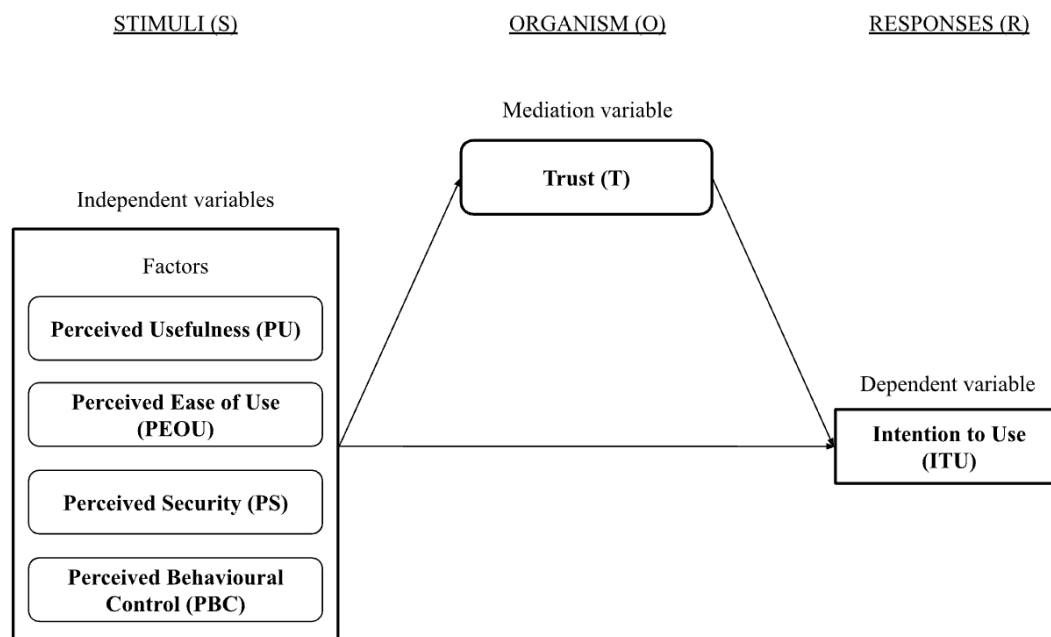 STIMULI (S)
ORGANISM (O)
RESPONSES (R)
Mediation variable
Trust (T)
Independent variables
Factors
Perceived Usefulness (PU)
Perceived Ease of Use
(PEOU)
Perceived Security (PS)
Perceived Behavioural
Control (PBC)
Dependent variable
Intention to Use
(ITU)